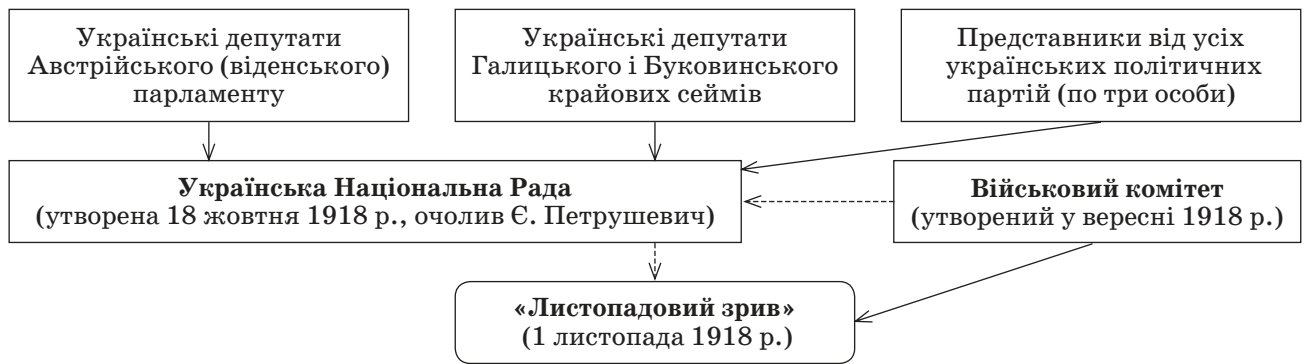 Українські депутати
Австрійського (віденського)
парламенту
Українські депутати
Галицького і Буковинського
крайових сеймів
Представники від усіх
українських політичних
партій (по три особи)
Українська Національна Рада
(утворена 18 жовтня 1918 р., очолив Є. Петрушевич)
Військовий комітет
(утворений у вересні 1918 р.)
«Листопадовий зрив»
(1 листопада 1918 р.)